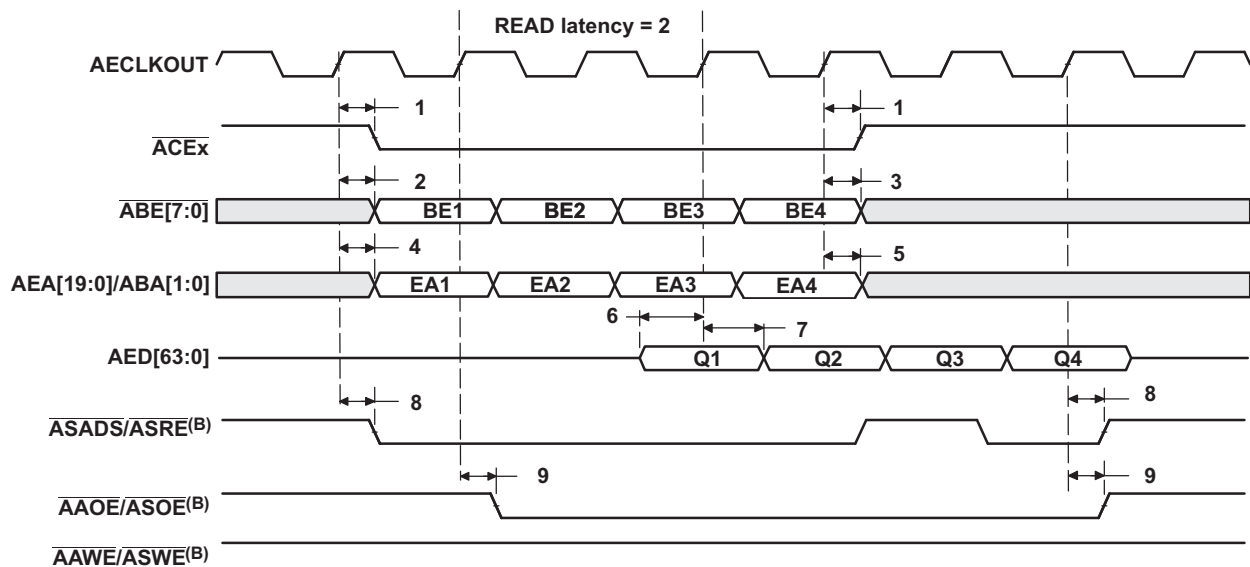 READ latency = 2
AECLKOUT
1 1
ACEx
2 3
ABE[7:0] BE1 BE2 BE3 BE4
4 5
AEA[19:0]/ABA[1:0] EA1 EA2 EA3 EA4
6 7
AED[63:0] Q1 Q2 Q3 Q4
8 8
ASADS/ASRE(B)
9 9
AAOE/ASOE(B)
AAWE/ASWE(B)